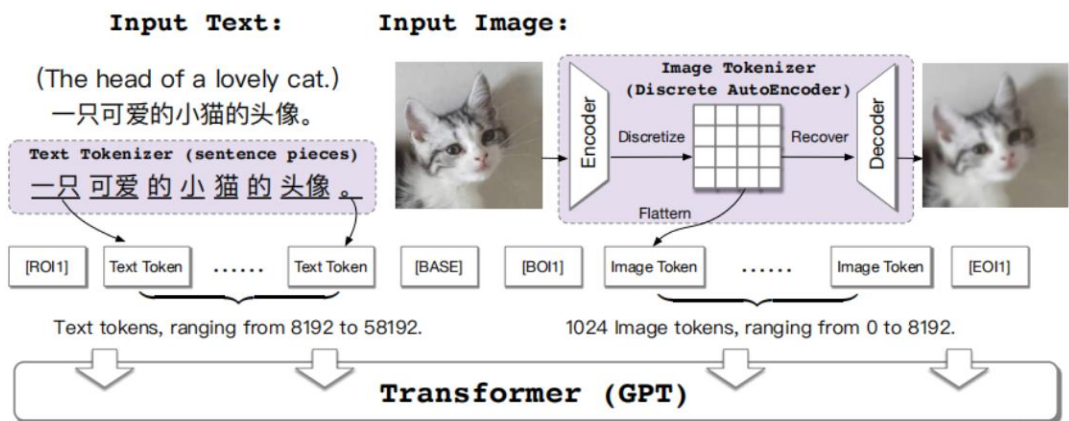 Input Text:
Input Image:
(The head of a lovely cat.)
一只可爱的小猫的头像。
Text Tokenizer (sentence pieces)
一只 可爱 的 小 猫 的 头像 。
Image Tokenizer
(Discrete AutoEncoder)
Encoder
Discretize
Recover
Decoder
Flattern
[ROI1]
Text Token
......
Text Token
[BASE]
[BOI1]
Image Token
......
Image Token
[EOI1]
Text tokens, ranging from 8192 to 58192.
1024 Image tokens, ranging from 0 to 8192.
Transformer (GPT)